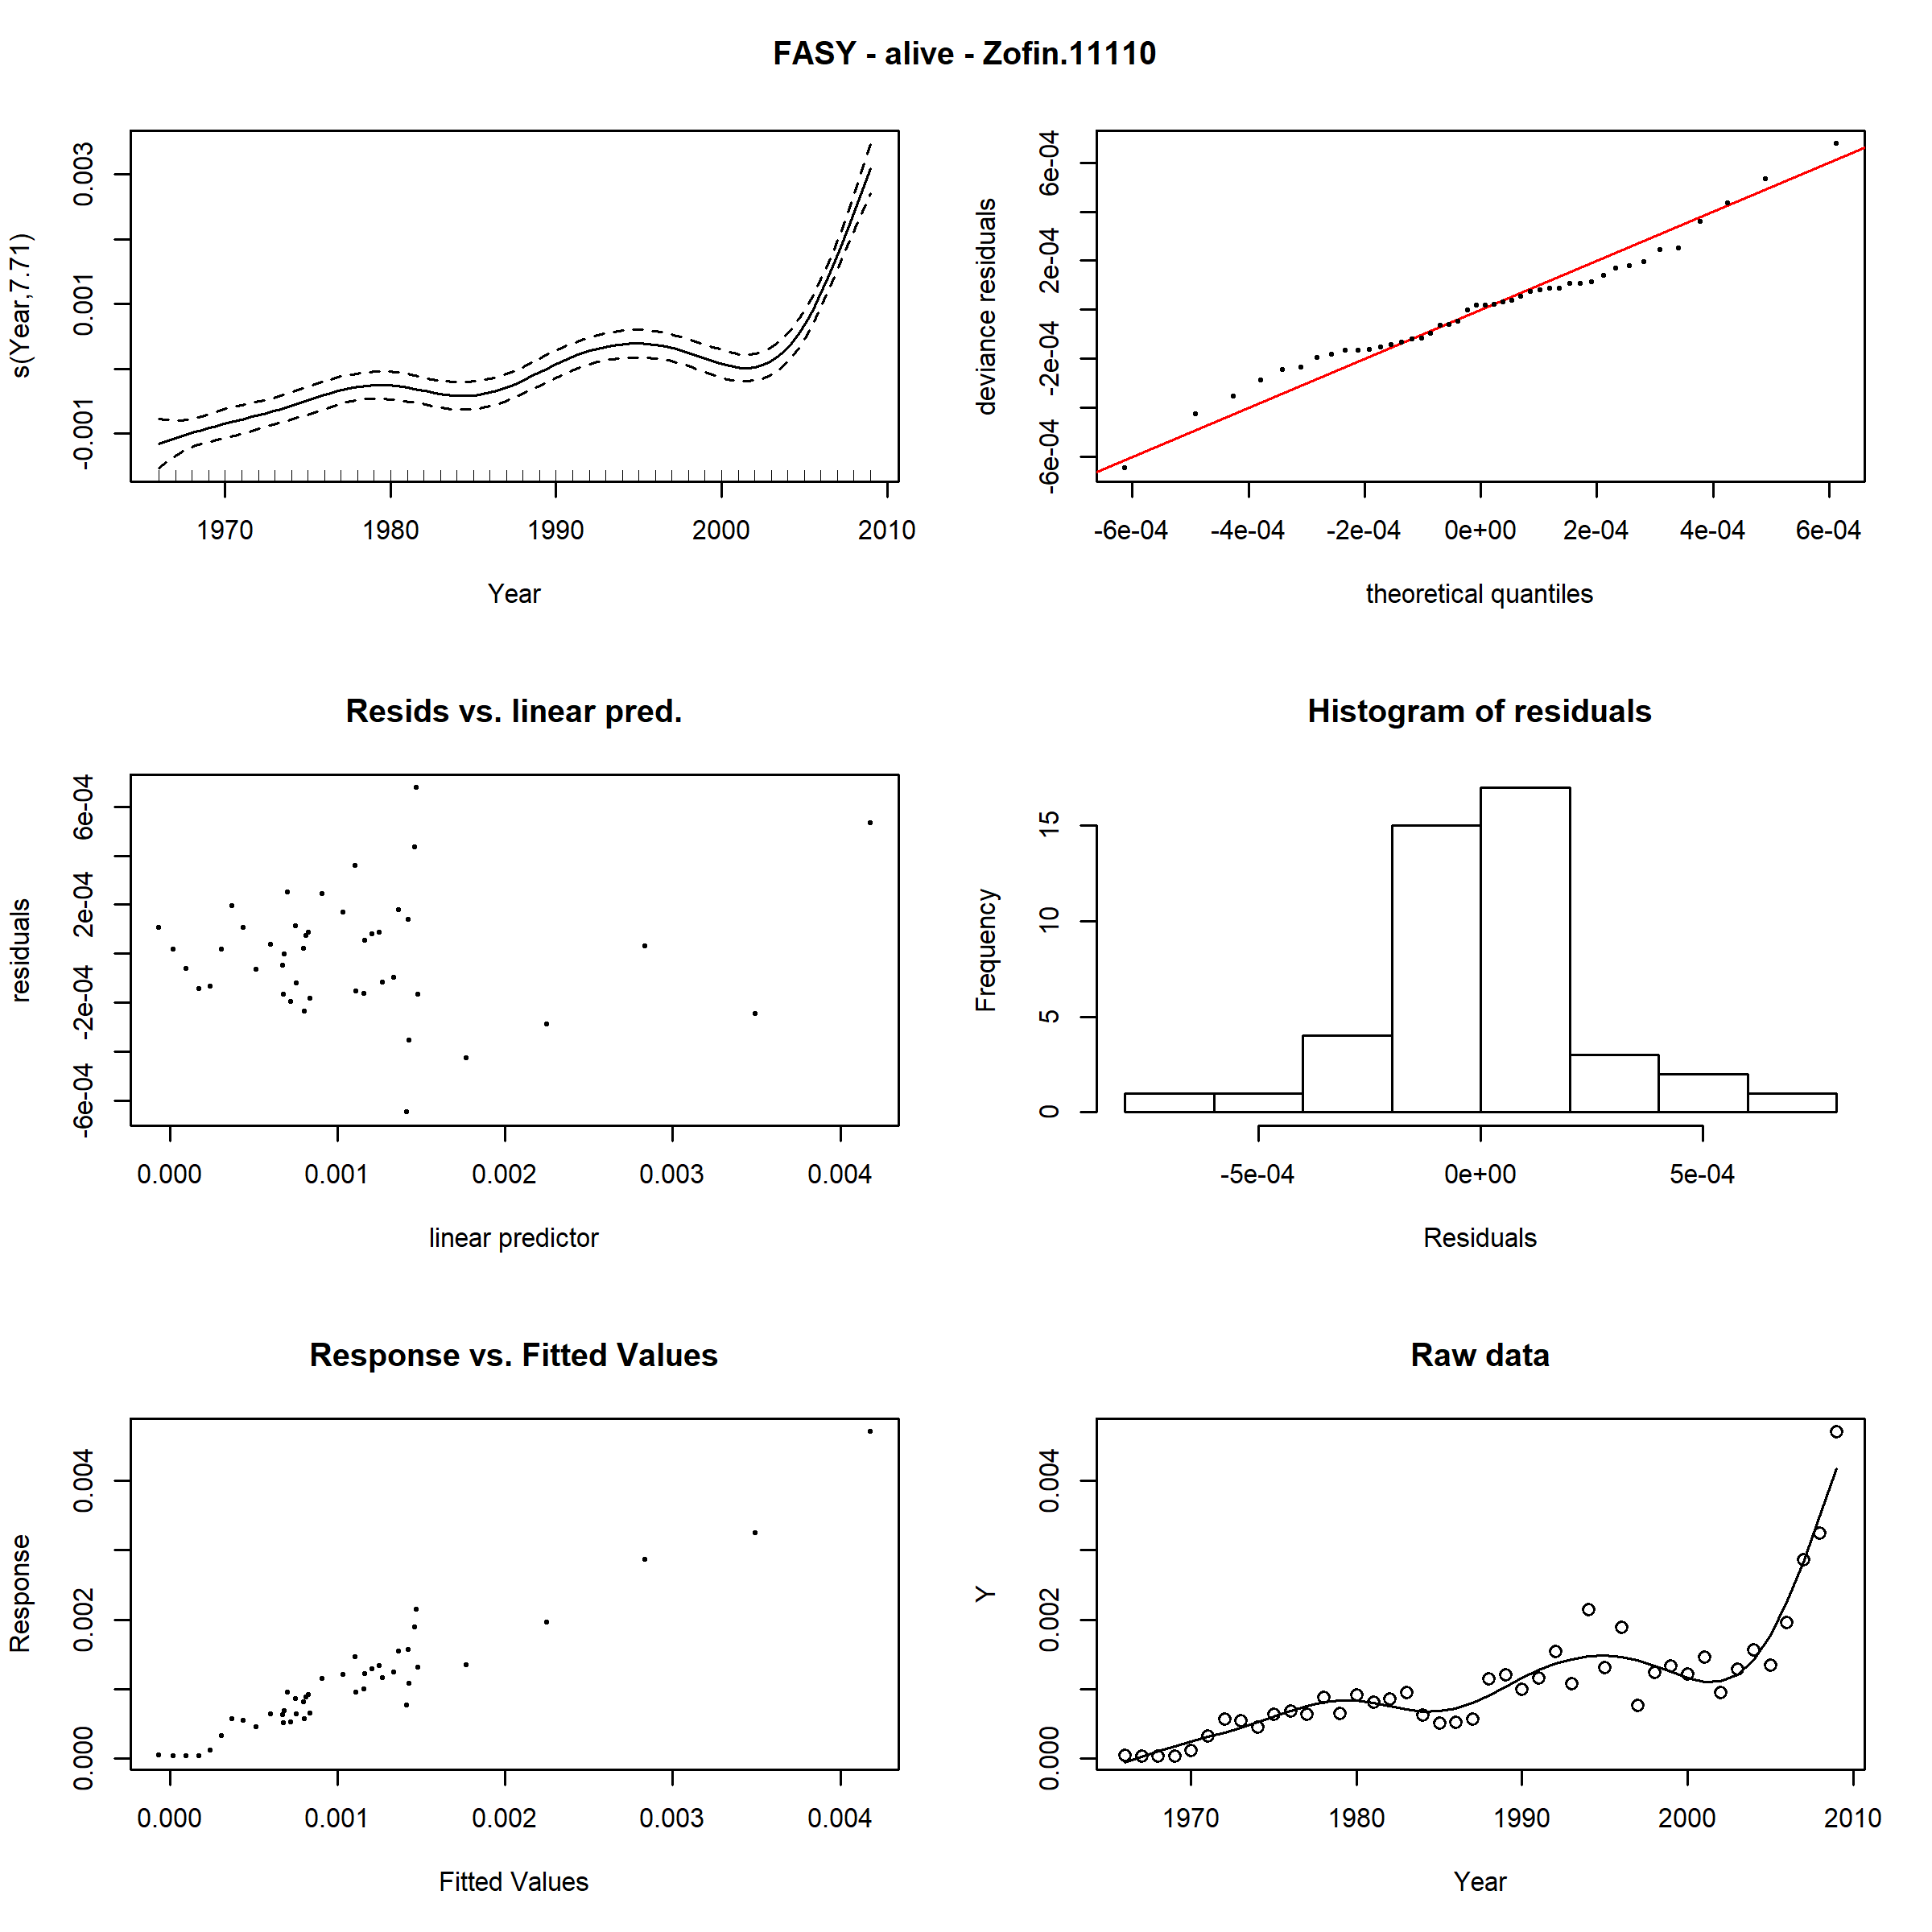 FASY - alive - Zofin.11110
s(Year,7.71)
0.003
0.001
-0.001
1970 1980 1990 2000 2010
Year
deviance residuals
6e-04
2e-04
-2e-04
-6e-04
-6e-04 -4e-04 -2e-04 0e+00 2e-04 4e-04 6e-04
theoretical quantiles
Resids vs. linear pred.
residuals
6e-04
2e-04
-2e-04
-6e-04
0.000 0.001 0.002 0.003 0.004
linear predictor
Histogram of residuals
Frequency
15
10
5
0
-5e-04 0e+00 5e-04
Residuals
Response vs. Fitted Values
Response
0.004
0.002
0.000
0.000 0.001 0.002 0.003 0.004
Fitted Values
Raw data
Y
0.004
0.002
0.000
1970 1980 1990 2000 2010
Year